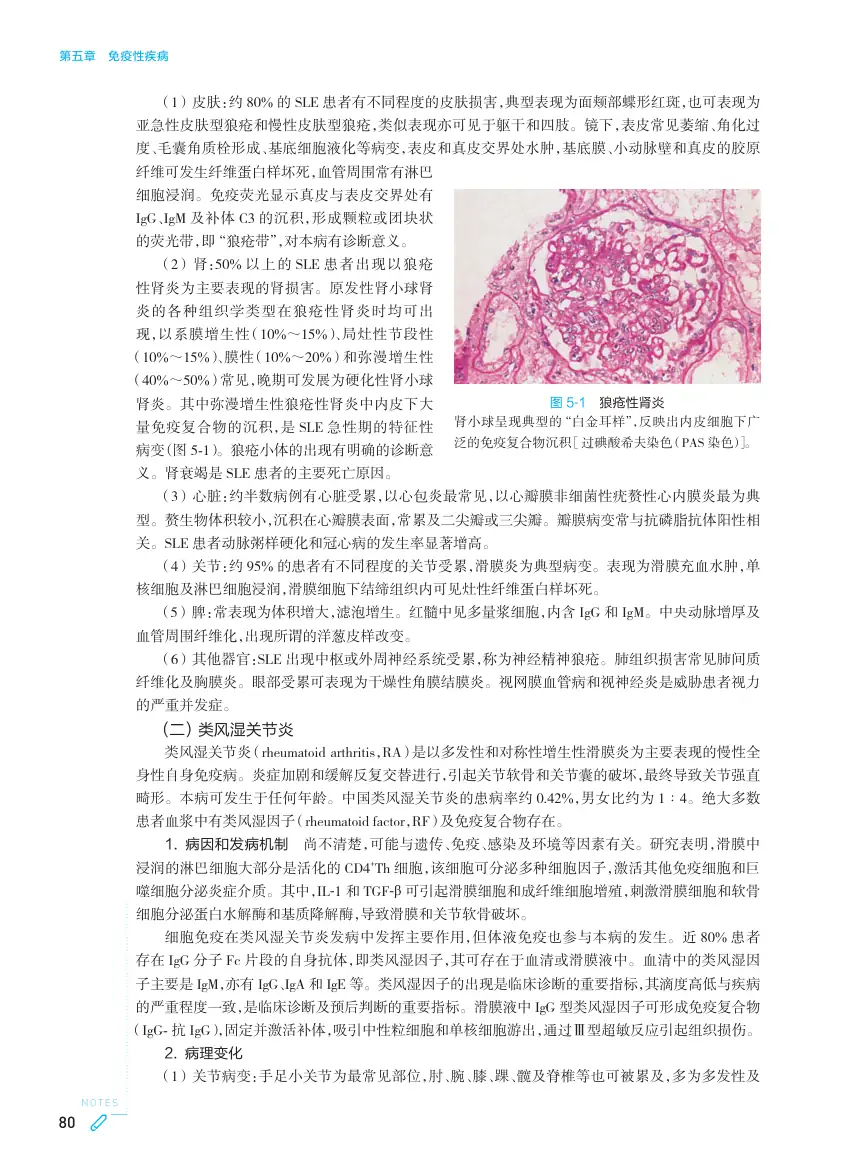 第五章　免疫性疾病
（1）皮肤：约 80% 的 SLE 患者有不同程度的皮肤损害，典型表现为面颊部蝶形红斑，也可表现为
亚急性皮肤型狼疮和慢性皮肤型狼疮，类似表现亦可见于躯干和四肢。镜下，表皮常见萎缩、角化过
度、毛囊角质栓形成、基底细胞液化等病变，表皮和真皮交界处水肿，基底膜、小动脉壁和真皮的胶原
纤维可发生纤维蛋白样坏死，血管周围常有淋巴
细胞浸润。免疫荧光显示真皮与表皮交界处有
IgG、IgM 及补体 C3 的沉积，形成颗粒或团块状
的荧光带，即“狼疮带”，对本病有诊断意义。
（2）肾：50% 以上的 SLE 患者出现以狼疮
性肾炎为主要表现的肾损害。原发性肾小球肾
炎的各种组织学类型在狼疮性肾炎时均可出
现，以系膜增生性（10%～15%）、局灶性节段性
（10%～15%）、膜性（10%～20%）和弥漫增生性
（40%～50%）常见，晚期可发展为硬化性肾小球
肾炎。其中弥漫增生性狼疮性肾炎中内皮下大
量免疫复合物的沉积，是 SLE 急性期的特征性
病变（图 5-1）。狼疮小体的出现有明确的诊断意
义。肾衰竭是 SLE 患者的主要死亡原因。
图 5-1　狼疮性肾炎
肾小球呈现典型的“白金耳样”，反映出内皮细胞下广
泛的免疫复合物沉积［过碘酸希夫染色（PAS 染色）］。
（3）心脏：约半数病例有心脏受累，以心包炎最常见，以心瓣膜非细菌性疣赘性心内膜炎最为典
型。赘生物体积较小，沉积在心瓣膜表面，常累及二尖瓣或三尖瓣。瓣膜病变常与抗磷脂抗体阳性相
关。SLE 患者动脉粥样硬化和冠心病的发生率显著增高。
（4）关节：约 95% 的患者有不同程度的关节受累，滑膜炎为典型病变。表现为滑膜充血水肿，单
核细胞及淋巴细胞浸润，滑膜细胞下结缔组织内可见灶性纤维蛋白样坏死。
（5）脾：常表现为体积增大，滤泡增生。红髓中见多量浆细胞，内含 IgG 和 IgM。中央动脉增厚及
血管周围纤维化，出现所谓的洋葱皮样改变。
（6）其他器官：SLE 出现中枢或外周神经系统受累，称为神经精神狼疮。肺组织损害常见肺间质
纤维化及胸膜炎。眼部受累可表现为干燥性角膜结膜炎。视网膜血管病和视神经炎是威胁患者视力
的严重并发症。
（二）类风湿关节炎
类风湿关节炎（rheumatoid arthritis，RA）是以多发性和对称性增生性滑膜炎为主要表现的慢性全
身性自身免疫病。炎症加剧和缓解反复交替进行，引起关节软骨和关节囊的破坏，最终导致关节强直
畸形。本病可发生于任何年龄。中国类风湿关节炎的患病率约 0.42%，男女比约为 1∶4。绝大多数
患者血浆中有类风湿因子（rheumatoid factor，RF）及免疫复合物存在。
1. 病因和发病机制　尚不清楚，可能与遗传、免疫、感染及环境等因素有关。研究表明，滑膜中
浸润的淋巴细胞大部分是活化的 CD4⁺Th 细胞，该细胞可分泌多种细胞因子，激活其他免疫细胞和巨
噬细胞分泌炎症介质。其中，IL-1 和 TGF-β 可引起滑膜细胞和成纤维细胞增殖，刺激滑膜细胞和软骨
细胞分泌蛋白水解酶和基质降解酶，导致滑膜和关节软骨破坏。
细胞免疫在类风湿关节炎发病中发挥主要作用，但体液免疫也参与本病的发生。近 80% 患者
存在 IgG 分子 Fc 片段的自身抗体，即类风湿因子，其可存在于血清或滑膜液中。血清中的类风湿因
子主要是 IgM，亦有 IgG、IgA 和 IgE 等。类风湿因子的出现是临床诊断的重要指标，其滴度高低与疾病
的严重程度一致，是临床诊断及预后判断的重要指标。滑膜液中 IgG 型类风湿因子可形成免疫复合物
（IgG- 抗 IgG），固定并激活补体，吸引中性粒细胞和单核细胞游出，通过Ⅲ型超敏反应引起组织损伤。
2. 病理变化
（1）关节病变：手足小关节为最常见部位，肘、腕、膝、踝、髋及脊椎等也可被累及，多为多发性及
NOTES
80